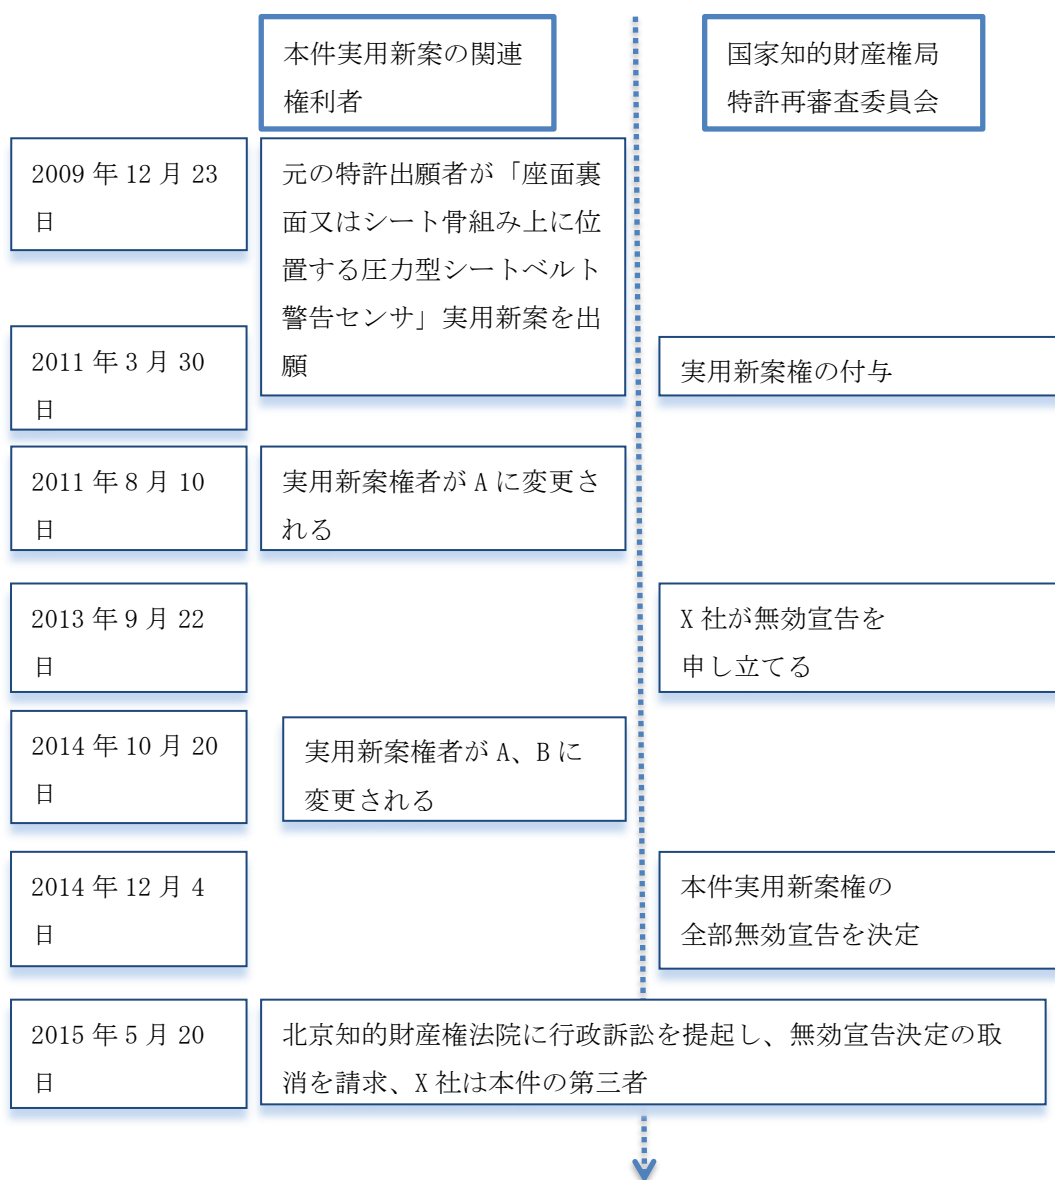 本件実用新案の関連
権利者
国家知的財産権局
特許再審査委員会
2009 年 12 月 23
日
元の特許出願者が「座面裏
面又はシート骨組み上に位
置する圧力型シートベルト
警告センサ」実用新案を出
願
2011 年 3 月 30
日
実用新案権の付与
2011 年 8 月 10
日
実用新案権者が A に変更さ
れる
2013 年 9 月 22
日
X 社が無効宣告を
申し立てる
2014 年 10 月 20
日
実用新案権者が A、B に
変更される
2014 年 12 月 4
日
本件実用新案権の
全部無効宣告を決定
2015 年 5 月 20
日
北京知的財産権法院に行政訴訟を提起し、無効宣告決定の取
消を請求、X 社は本件の第三者